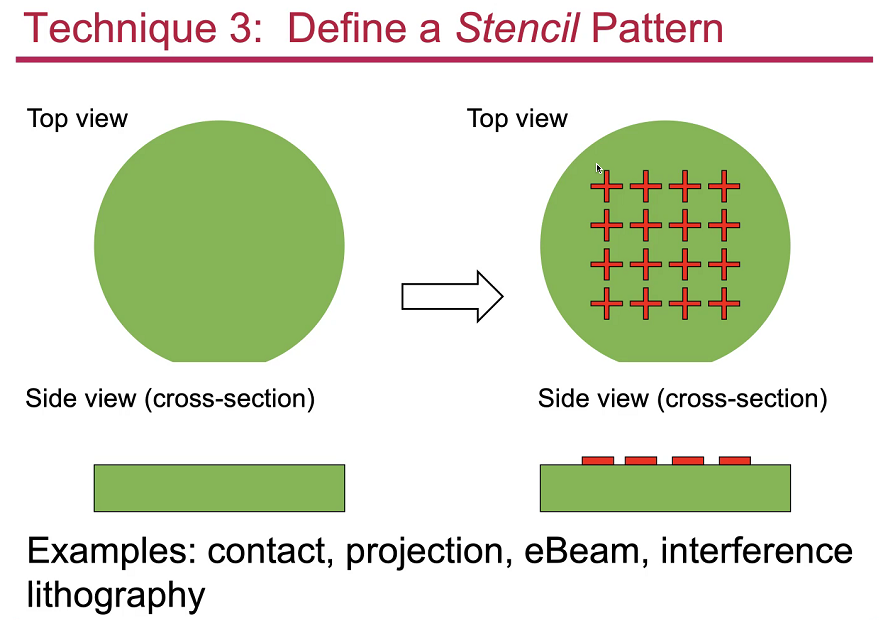 Technique 3: Define a Stencil Pattern
Top view
Top view
Side view (cross-section)
Side view (cross-section)
Examples: contact, projection, eBeam, interference
lithography